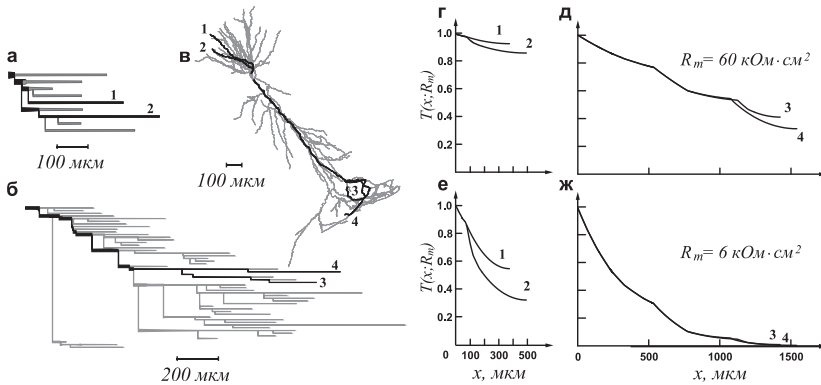 а
1
2
100 мкм
б
4
3
200 мкм
в
1
2
100 мкм
3
4
г
T(x;Rₘ)
1.0
0.8
0.6
0.4
0.2
1
2
д
Rₘ= 60 кОм·см²
3
4
е
T(x;Rₘ)
1.0
0.8
0.6
0.4
0.2
1
2
0 100 300 500
x, мкм
ж
Rₘ= 6 кОм·см²
3 4
0 500 1000 1500
x, мкм